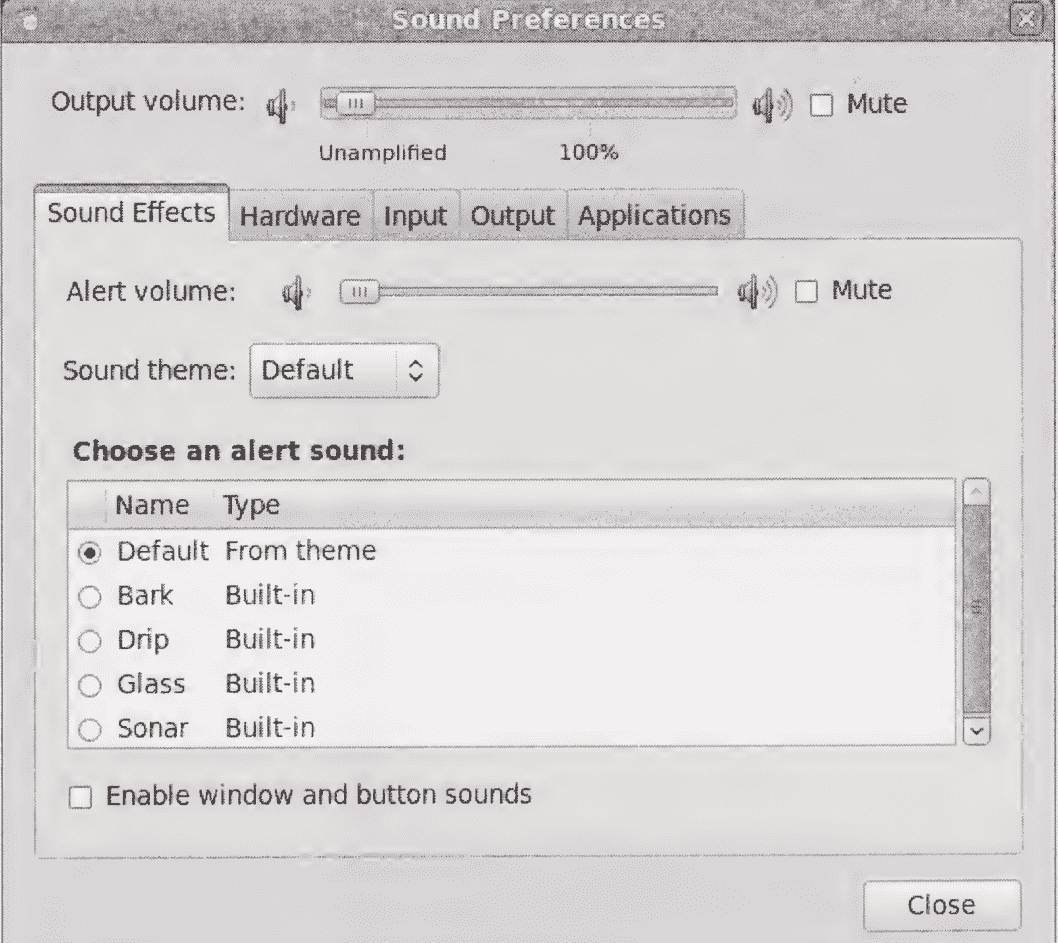 Sound Preferences
Output volume: Mute
Unamplified 100%
Sound Effects Hardware Input Output Applications
Alert volume: Mute
Sound theme: Default
Choose an alert sound:
Name Type
Default From theme
Bark Built-in
Drip Built-in
Glass Built-in
Sonar Built-in
Enable window and button sounds
Close